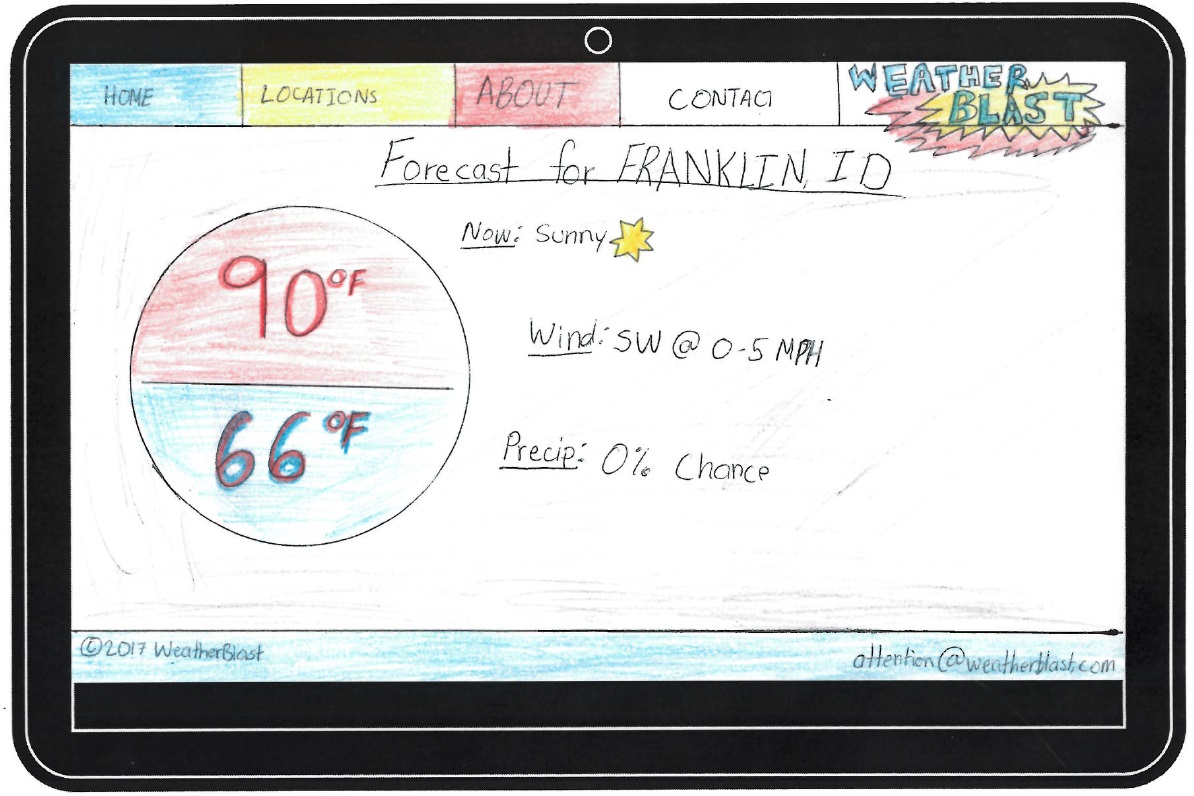 HOME LOCATIONS ABOUT CONTACT
WEATHER
BLAST
Forecast for FRANKLIN, ID
Now: Sunny
90°F
Wind: SW @ 0-5 MPH
66°F
Precip: 0% Chance
©2017 WeatherBlast
attention@weatherblast.com